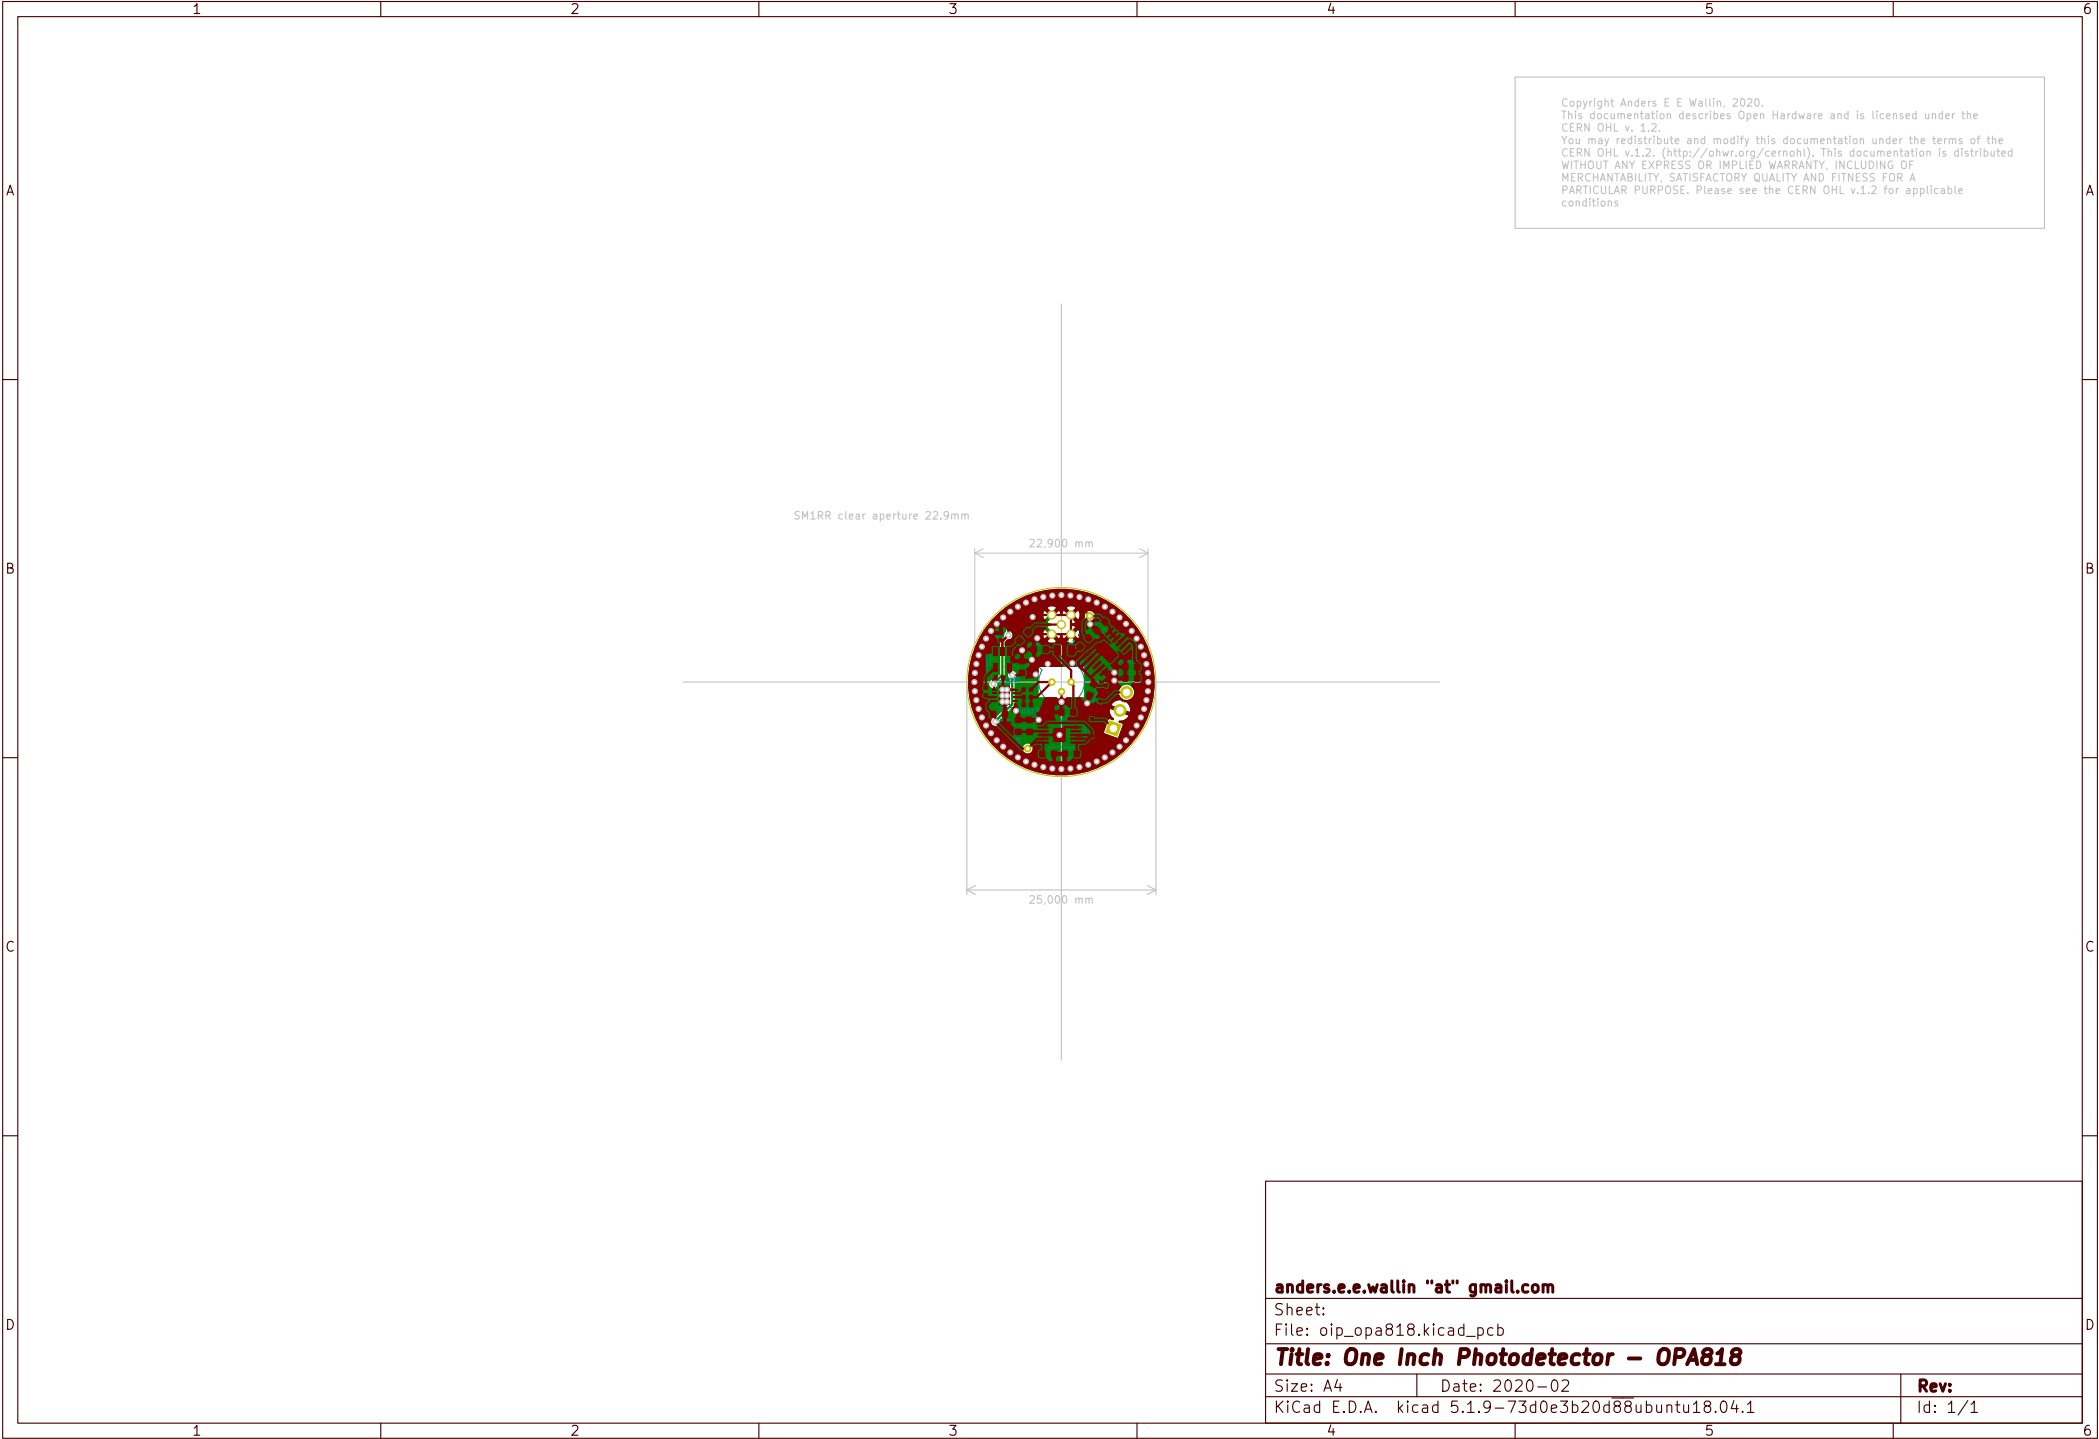 1 2 3 4 5 6
Copyright Anders E E Wallin, 2020.
This documentation describes Open Hardware and is licensed under the
CERN OHL v. 1.2.
You may redistribute and modify this documentation under the terms of the
CERN OHL v.1.2. (http://ohwr.org/cernohl). This documentation is distributed
WITHOUT ANY EXPRESS OR IMPLIED WARRANTY, INCLUDING OF
MERCHANTABILITY, SATISFACTORY QUALITY AND FITNESS FOR A
PARTICULAR PURPOSE. Please see the CERN OHL v.1.2 for applicable
conditions
A A
SM1RR clear aperture 22.9mm
22,900 mm
B B
25,000 mm
C C
anders.e.e.wallin "at" gmail.com
Sheet:
File: oip_opa818.kicad_pcb
D D
Title: One Inch Photodetector - OPA818
Size: A4 Date: 2020-02 Rev:
KiCad E.D.A. kicad 5.1.9-73d0e3b20d88ubuntu18.04.1 Id: 1/1
1 2 3 4 5 6